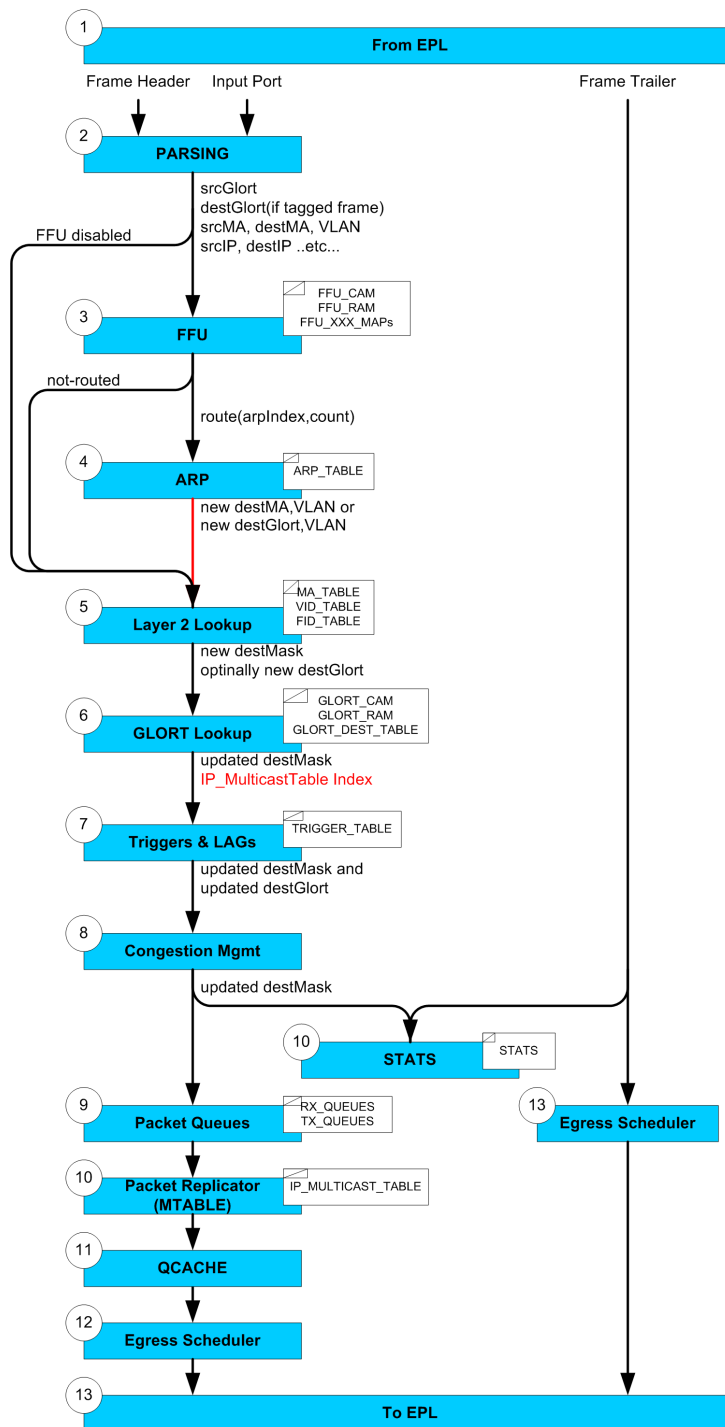 1
From EPL
Frame Header
Input Port
Frame Trailer
2
PARSING
srcGlort
destGlort(if tagged frame)
srcMA, destMA, VLAN
srcIP, destIP ..etc...
FFU disabled
3
FFU
FFU_CAM
FFU_RAM
FFU_XXX_MAPs
not-routed
route(arpIndex,count)
4
ARP
ARP_TABLE
new destMA,VLAN or
new destGlort,VLAN
5
Layer 2 Lookup
MA_TABLE
VID_TABLE
FID_TABLE
new destMask
optinally new destGlort
6
GLORT Lookup
GLORT_CAM
GLORT_RAM
GLORT_DEST_TABLE
updated destMask
IP_MulticastTable Index
7
Triggers & LAGs
TRIGGER_TABLE
updated destMask and
updated destGlort
8
Congestion Mgmt
updated destMask
10
STATS
STATS
9
Packet Queues
RX_QUEUES
TX_QUEUES
13
Egress Scheduler
10
Packet Replicator
(MTABLE)
IP_MULTICAST_TABLE
11
QCACHE
12
Egress Scheduler
13
To EPL